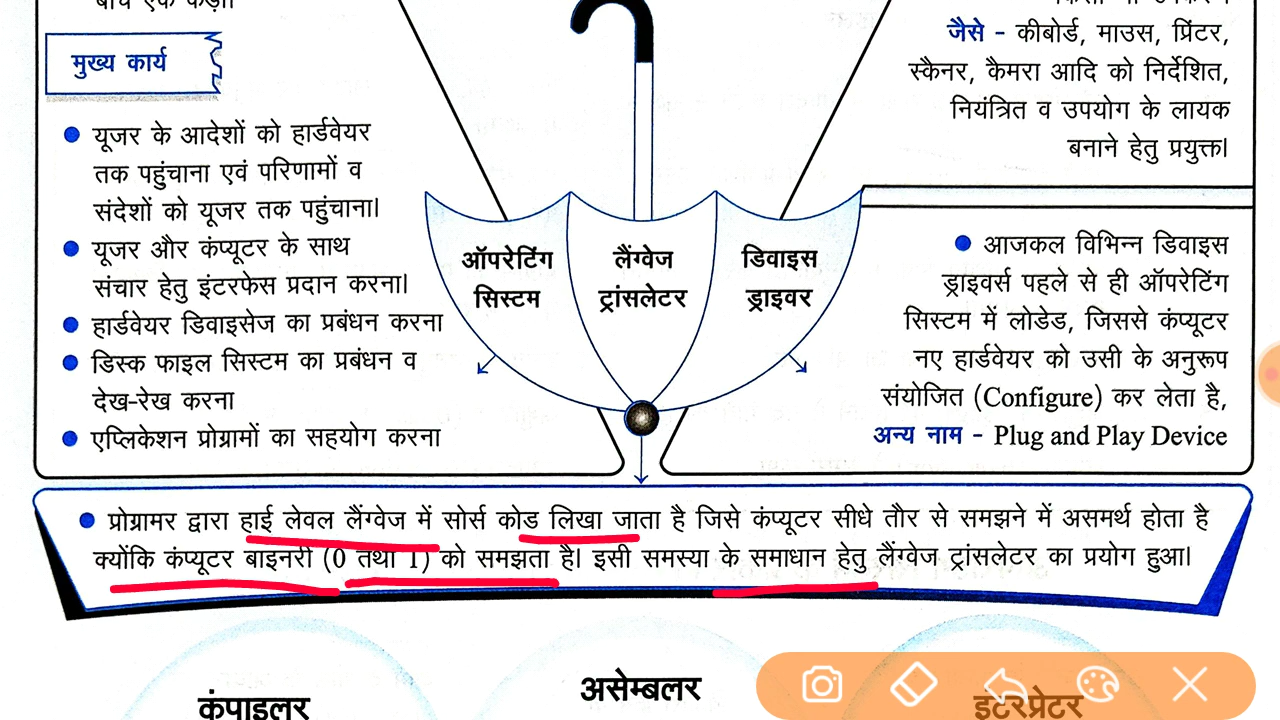 बीच एक कड़ी।
मुख्य कार्य
यूजर के आदेशों को हार्डवेयर
तक पहुंचाना एवं परिणामों व
संदेशों को यूजर तक पहुंचाना।
यूजर और कंप्यूटर के साथ
संचार हेतु इंटरफेस प्रदान करना।
हार्डवेयर डिवाइसेज का प्रबंधन करना
डिस्क फाइल सिस्टम का प्रबंधन व
देख-रेख करना
एप्लिकेशन प्रोग्रामों का सहयोग करना
ऑपरेटिंग
सिस्टम
लैंग्वेज
ट्रांसलेटर
डिवाइस
ड्राइवर
जैसे - कीबोर्ड, माउस, प्रिंटर,
स्कैनर, कैमरा आदि को निर्देशित,
नियंत्रित व उपयोग के लायक
बनाने हेतु प्रयुक्त।
आजकल विभिन्न डिवाइस
ड्राइवर्स पहले से ही ऑपरेटिंग
सिस्टम में लोडेड, जिससे कंप्यूटर
नए हार्डवेयर को उसी के अनुरूप
संयोजित (Configure) कर लेता है,
अन्य नाम - Plug and Play Device
प्रोग्रामर द्वारा हाई लेवल लैंग्वेज में सोर्स कोड लिखा जाता है जिसे कंप्यूटर सीधे तौर से समझने में असमर्थ होता है
क्योंकि कंप्यूटर बाइनरी (0 तथा 1) को समझता है। इसी समस्या के समाधान हेतु लैंग्वेज ट्रांसलेटर का प्रयोग हुआ।
कंपाइलर
असेम्बलर
इंटरप्रेटर